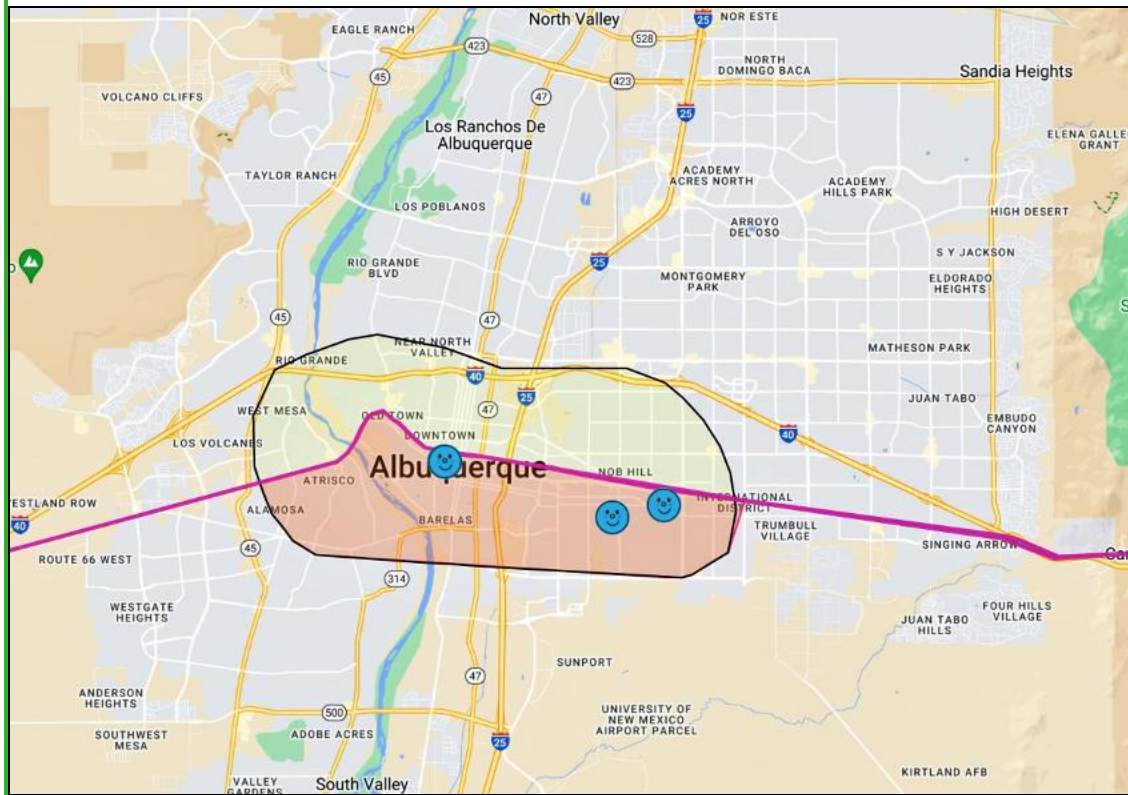 North Valley
NOR ESTE
25
EAGLE RANCH
423
528
45
NORTH
DOMINGO BACA
423
Sandia Heights
VOLCANO CLIFFS
47
25
Los Ranchos De
Albuquerque
ELENA GALLE
GRANT
TAYLOR RANCH
ACADEMY
ACRES NORTH
ACADEMY
HILLS PARK
LOS POBLANOS
HIGH DESERT
ARROYO
DEL OSO
S Y JACKSON
RIO GRANDE
BLVD
25
MONTGOMERY
PARK
ELDORADO
HEIGHTS
45
47
NEAR NORTH
VALLEY
MATHESON PARK
RIO GRANDE
40
25
JUAN TABO
WEST MESA
OLD TOWN
47
EMBUDO
CANYON
DOWNTOWN
40
LOS VOLCANES
Albuquerque
NOB HILL
ATRISCO
INTERNATIONAL
DISTRICT
WESTLAND ROW
ALAMOSA
BARELAS
TRUMBULL
VILLAGE
40
SINGING ARROW
45
ROUTE 66 WEST
Car
314
WESTGATE
HEIGHTS
FOUR HILLS
VILLAGE
JUAN TABO
HILLS
SUNPORT
47
ANDERSON
HEIGHTS
UNIVERSITY OF
NEW MEXICO
AIRPORT PARCEL
500
SOUTHWEST
MESA
ADOBE ACRES
25
KIRTLAND AFB
VALLEY
GARDENS
South Valley